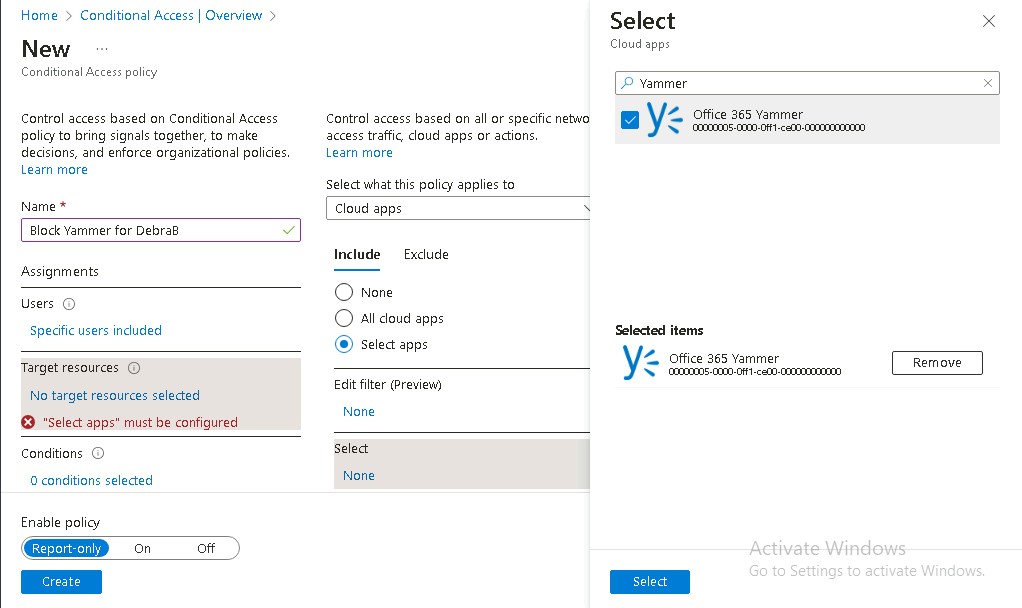 Home > Conditional Access | Overview >
New ...
Conditional Access policy
Control access based on Conditional Access
policy to bring signals together, to make
decisions, and enforce organizational policies.
Learn more
Name *
Block Yammer for DebraB
Assignments
Users
Specific users included
Target resources
No target resources selected
"Select apps" must be configured
Conditions
0 conditions selected
Enable policy
Report-only On Off
Create
Control access based on all or specific netwo
access traffic, cloud apps or actions.
Learn more
Select what this policy applies to
Cloud apps
Include Exclude
None
All cloud apps
Select apps
Edit filter (Preview)
None
Select
None
Select
Cloud apps
Yammer
Office 365 Yammer
00000005-0000-0ff1-ce00-000000000000
Selected items
Office 365 Yammer
00000005-0000-0ff1-ce00-000000000000
Remove
Activate Windows
Go to Settings to activate Windows.
Select